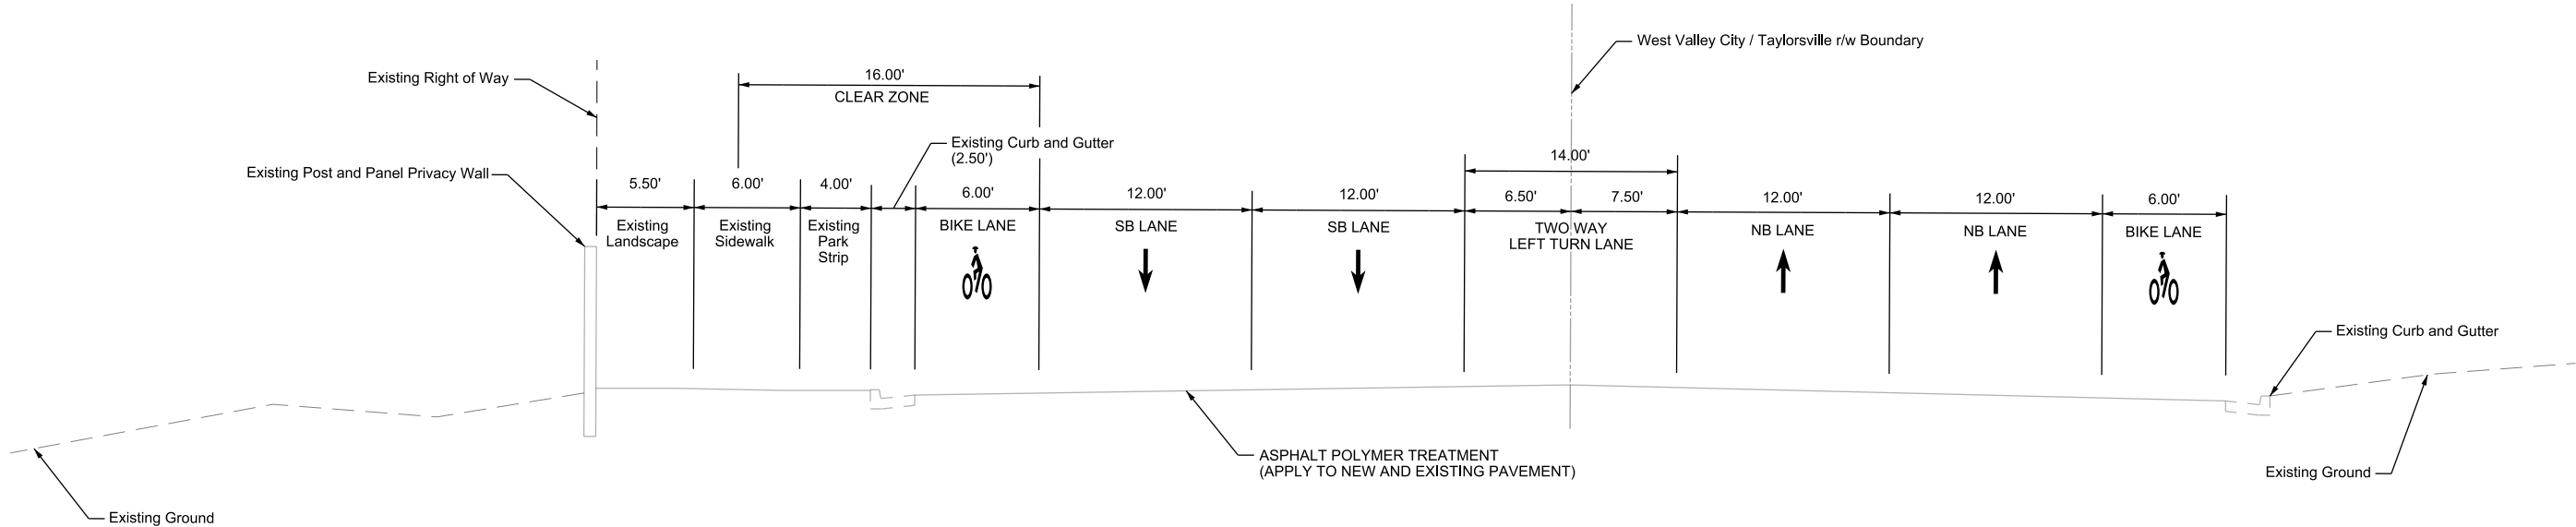 West Valley City / Taylorsville r/w Boundary
Existing Right of Way
16.00'
CLEAR ZONE
Existing Curb and Gutter
(2.50')
Existing Post and Panel Privacy Wall
14.00'
5.50'
6.00'
4.00'
6.00'
12.00'
12.00'
6.50'
7.50'
12.00'
12.00'
6.00'
Existing
Landscape
Existing
Sidewalk
Existing
Park
Strip
BIKE LANE
SB LANE
SB LANE
TWO WAY
LEFT TURN LANE
NB LANE
NB LANE
BIKE LANE
Existing Curb and Gutter
ASPHALT POLYMER TREATMENT
(APPLY TO NEW AND EXISTING PAVEMENT)
Existing Ground
Existing Ground